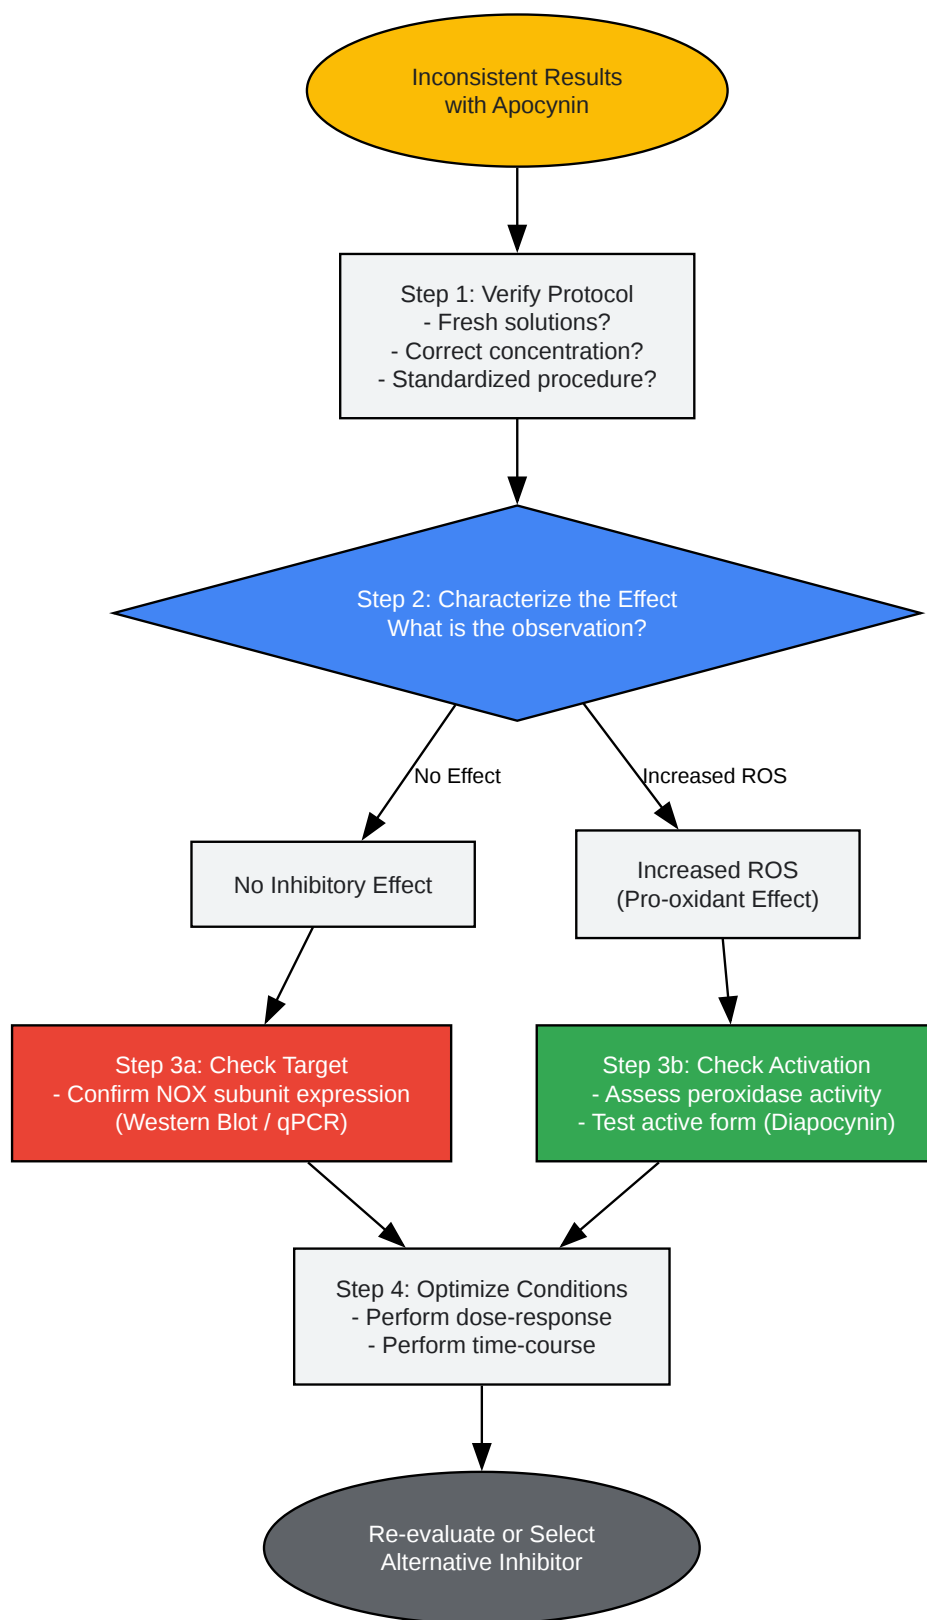 Inconsistent Results
with Apocynin
Step 1: Verify Protocol
- Fresh solutions?
- Correct concentration?
- Standardized procedure?
Step 2: Characterize the Effect
What is the observation?
No Effect
Increased ROS
No Inhibitory Effect
Increased ROS
(Pro-oxidant Effect)
Step 3a: Check Target
- Confirm NOX subunit expression
(Western Blot / qPCR)
Step 3b: Check Activation
- Assess peroxidase activity
- Test active form (Diapocynin)
Step 4: Optimize Conditions
- Perform dose-response
- Perform time-course
Re-evaluate or Select
Alternative Inhibitor